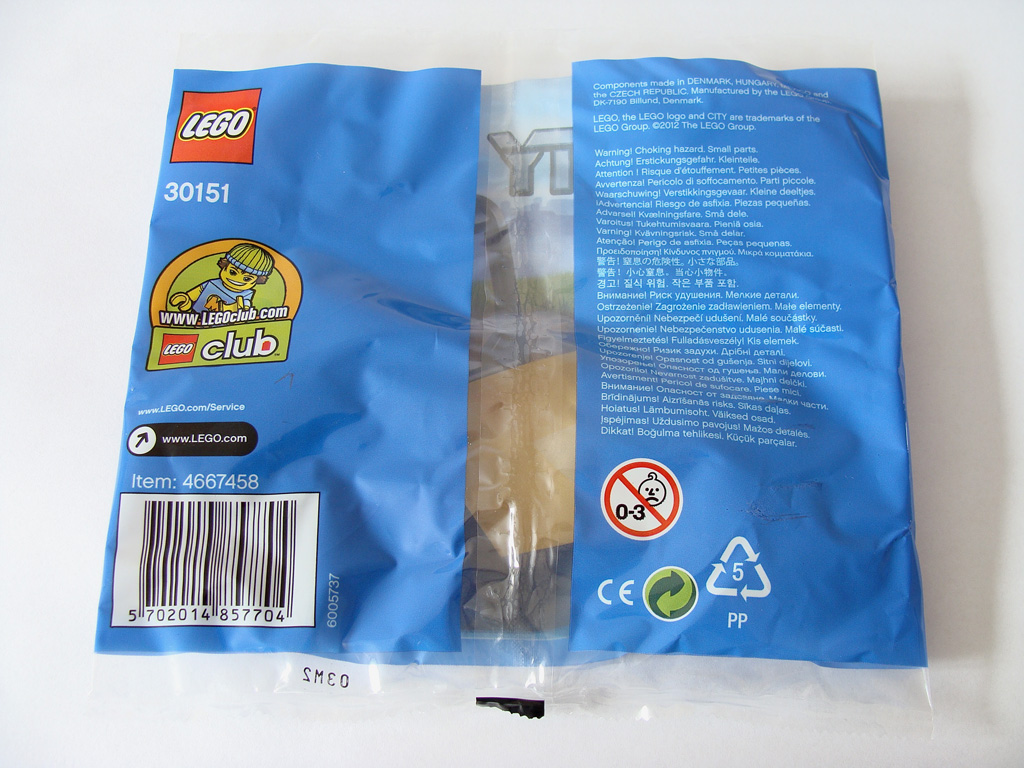 LEGO
30151
www.LEGOclub.com
LEGO club
www.LEGO.com/Service
www.LEGO.com
Item: 4667458
5 702014 857704
6005737
03M2
TY
Components made in DENMARK, HUNGARY,
the CZECH REPUBLIC. Manufactured by the LEGO and
DK-7190 Billund, Denmark.
LEGO, the LEGO logo and CITY are trademarks of the
LEGO Group. ©2012 The LEGO Group.
Warning! Choking hazard. Small parts.
Achtung! Erstickungsgefahr. Kleinteile.
Attention ! Risque d'étouffement. Petites pièces.
Avvertenza! Pericolo di soffocamento. Parti piccole.
Waarschuwing! Verstikkingsgevaar. Kleine deeltjes.
¡Advertencia! Riesgo de asfixia. Piezas pequeñas.
Advarsel! Kvælningsfare. Små dele.
Varoitus! Tukehtumisvaara. Pieniä osia.
Varning! Kvävningsrisk. Små delar.
Atenção! Perigo de asfixia. Peças pequenas.
Προειδοποίηση! Κίνδυνος πνιγμού. Μικρά κομματάκια.
警告! 窒息の危険性。小さな部品。
警告! 小心窒息。当心小物件。
경고! 질식 위험. 작은 부품 포함.
Внимание! Риск удушения. Мелкие детали.
Ostrzeżenie! Zagrożenie zadławieniem. Małe elementy.
Upozornění! Nebezpečí udušení. Malé součástky.
Upozornenie! Nebezpečenstvo udusenia. Malé súčasti.
Figyelmeztetés! Fulladásveszély! Kis elemek.
Обережно! Ризик задухи. Дрібні деталі.
Upozorenje! Opasnost od gušenja. Sitni dijelovi.
Упозорење! Опасност од гушења. Мали делови.
Opozorilo! Nevarnost zadušitve. Majhni delčki.
Avertisment! Pericol de sufocare. Piese mici.
Внимание! Опасност от задавяне. Малки части.
Brīdinājums! Aizrīšanās risks. Sīkas daļas.
Hoiatus! Lämbumisoht. Väiksed osad.
Įspėjimas! Uždusimo pavojus! Mažos detalės.
Dikkat! Boğulma tehlikesi. Küçük parçalar.
0-3
CE
5
PP